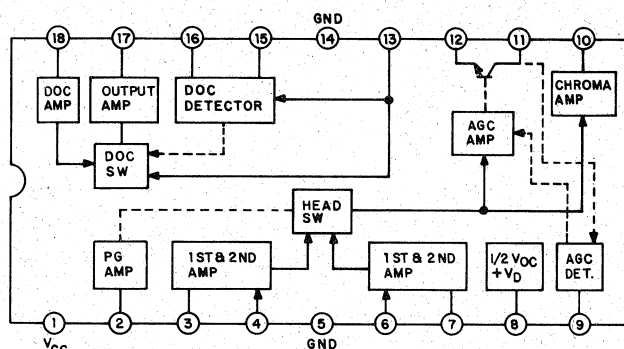 GND
18 17 16 15 14 13 12 11 10
DOC
AMP
OUTPUT
AMP
DOC
DETECTOR
CHROMA
AMP
AGC
AMP
DOC
SW
HEAD
SW
PG
AMP
1ST & 2ND
AMP
1ST & 2ND
AMP
1/2 VOC
+VD
AGC
DET.
1 2 3 4 5 6 7 8 9
VCC
GND